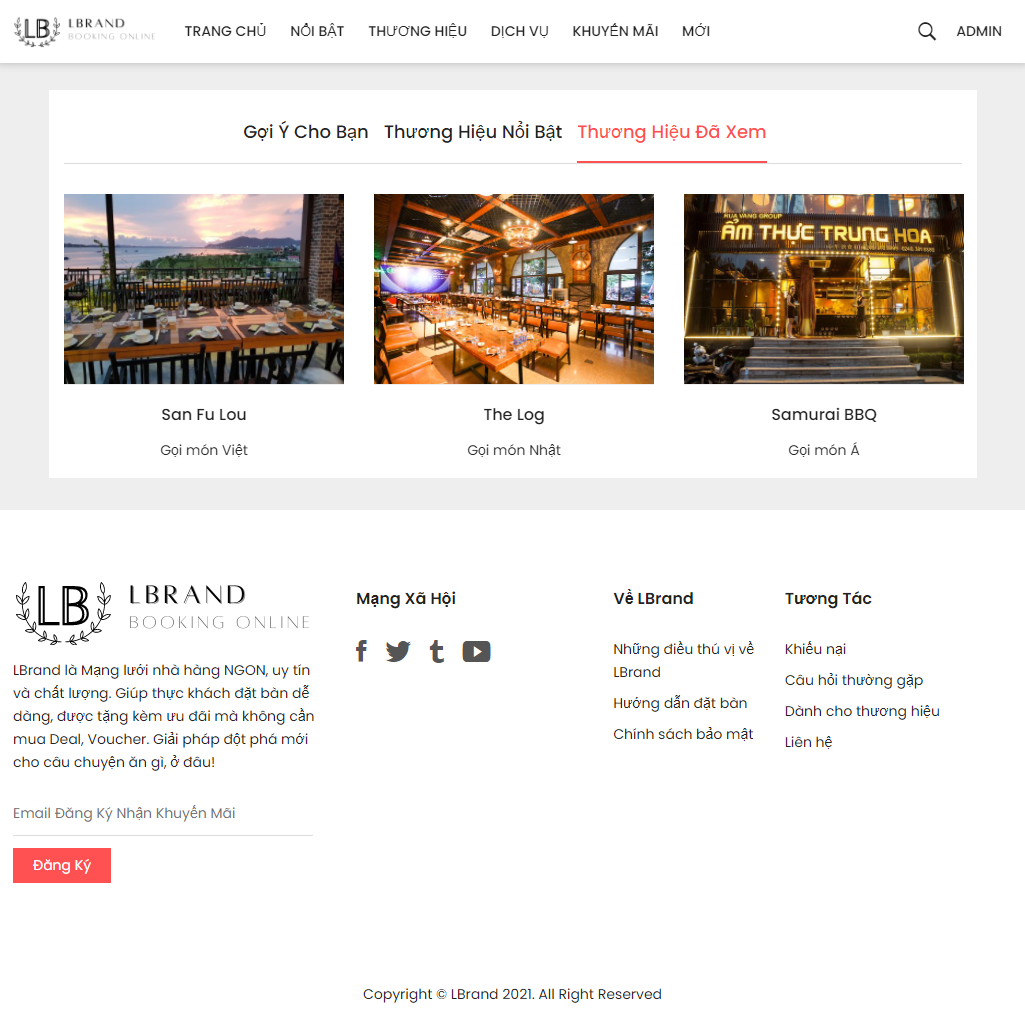 LB LBRAND
BOOKING ONLINE
TRANG CHỦ NỔI BẬT THƯƠNG HIỆU DỊCH VỤ KHUYẾN MÃI MỚI ADMIN
Gợi Ý Cho Bạn Thương Hiệu Nổi Bật Thương Hiệu Đã Xem
RUA VANG GROUP
ẨM THỰC TRUNG HOA
San Fu Lou The Log Samurai BBQ
Gọi món Việt Gọi món Nhật Gọi món Á
LB LBRAND
BOOKING ONLINE
LBrand là Mạng lưới nhà hàng NGON, uy tín
và chất lượng. Giúp thực khách đặt bàn dễ
dàng, được tặng kèm ưu đãi mà không cần
mua Deal, Voucher. Giải pháp đột phá mới
cho câu chuyện ăn gì, ở đâu!
Email Đăng Ký Nhận Khuyến Mãi
Đăng Ký
Mạng Xã Hội
Về LBrand
Những điều thú vị về
LBrand
Hướng dẫn đặt bàn
Chính sách bảo mật
Tương Tác
Khiếu nại
Câu hỏi thường gặp
Dành cho thương hiệu
Liên hệ
Copyright © LBrand 2021. All Right Reserved